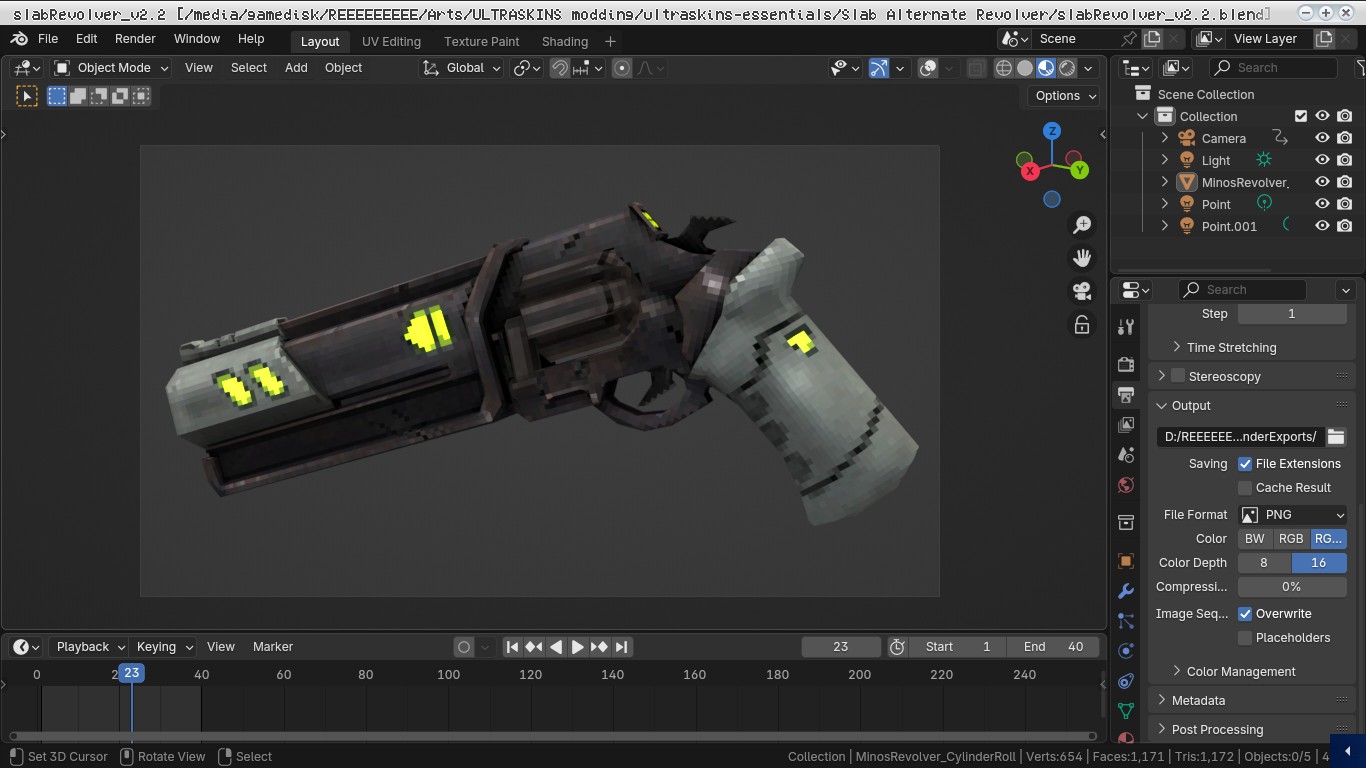 slabRevolver_v2.2 [/media/gamedisk/REEEEEEEEE/Arts/ULTRASKINS modding/ultraskins-essentials/Slab Alternate Revolver/slabRevolver_v2.2.blend]
File Edit Render Window Help Layout UV Editing Texture Paint Shading + Scene View Layer
Object Mode View Select Add Object Global Search
Options
Scene Collection
Collection
Camera
Light
MinosRevolver.
Point
Point.001
Z
X Y
Search
Step 1
Time Stretching
Stereoscopy
Output
D:/REEEEEE...nderExports/
Saving File Extensions
Cache Result
File Format PNG
Color BW RGB RG...
Color Depth 8 16
Compressi... 0%
Image Seq... Overwrite
Placeholders
Color Management
Metadata
Post Processing
Playback Keying View Marker 23 Start 1 End 40
0 23 40 60 80 100 120 140 160 180 200 220 240
Set 3D Cursor Rotate View Select Collection | MinosRevolver_CylinderRoll | Verts:654 | Faces:1,171 | Tris:1,172 | Objects:0/5 | 4